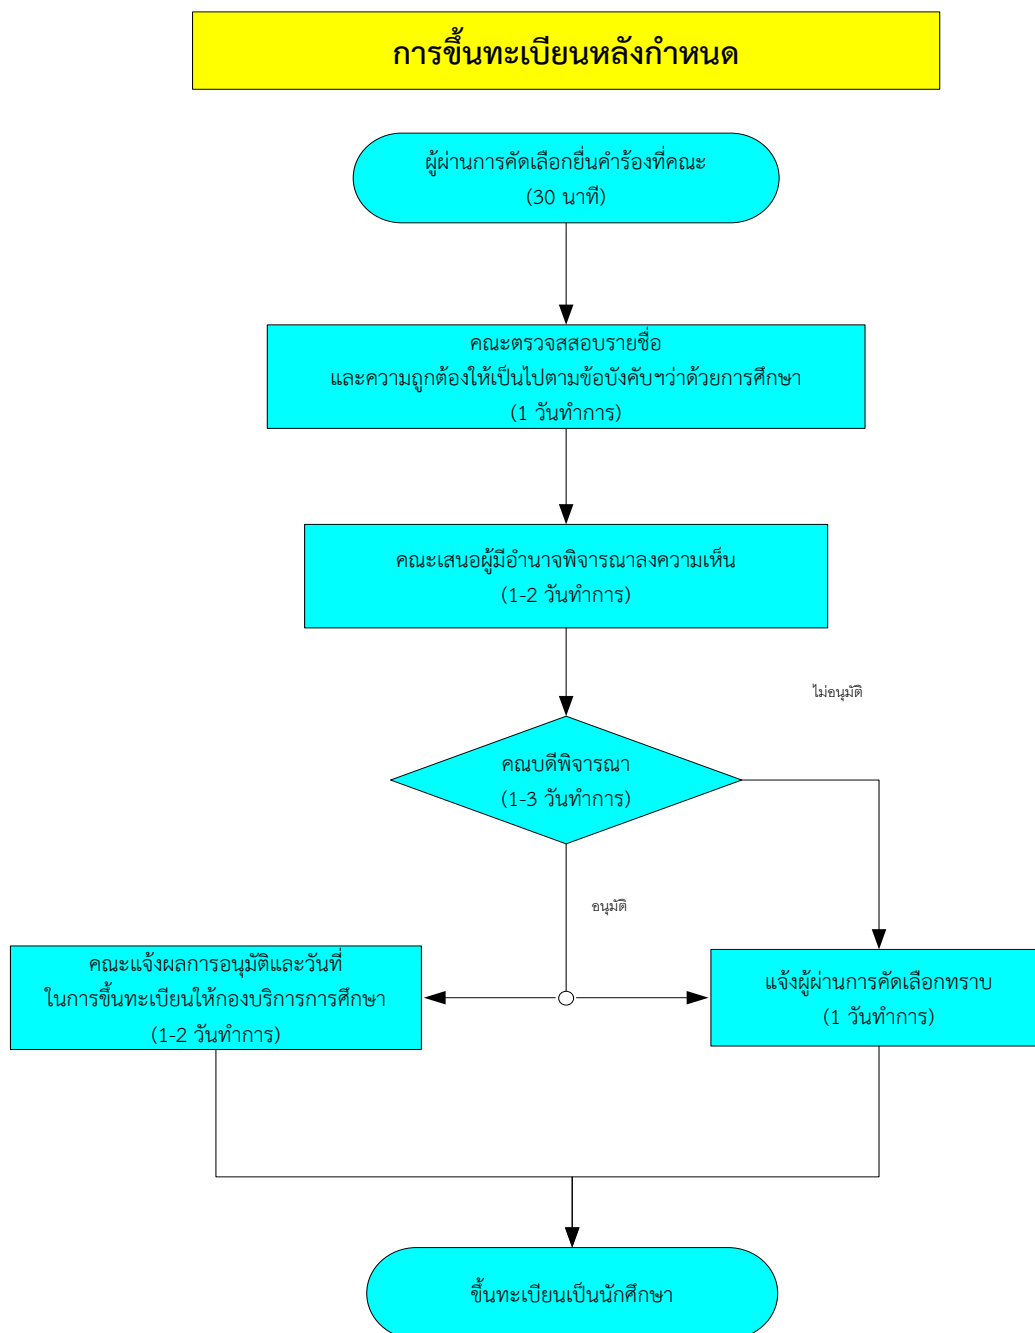 การขึ้นทะเบียนหลังกำหนด
ผู้ผ่านการคัดเลือกยื่นคำร้องที่คณะ
(30 นาที)
คณะตรวจสสอบรายชื่อ
และความถูกต้องให้เป็นไปตามข้อบังคับฯว่าด้วยการศึกษา
(1 วันทำการ)
คณะเสนอผู้มีอำนาจพิจารณาลงความเห็น
(1-2 วันทำการ)
ไม่อนุมัติ
คณบดีพิจารณา
(1-3 วันทำการ)
อนุมัติ
คณะแจ้งผลการอนุมัติและวันที่
ในการขึ้นทะเบียนให้กองบริการการศึกษา
(1-2 วันทำการ)
แจ้งผู้ผ่านการคัดเลือกทราบ
(1 วันทำการ)
ขึ้นทะเบียนเป็นนักศึกษา